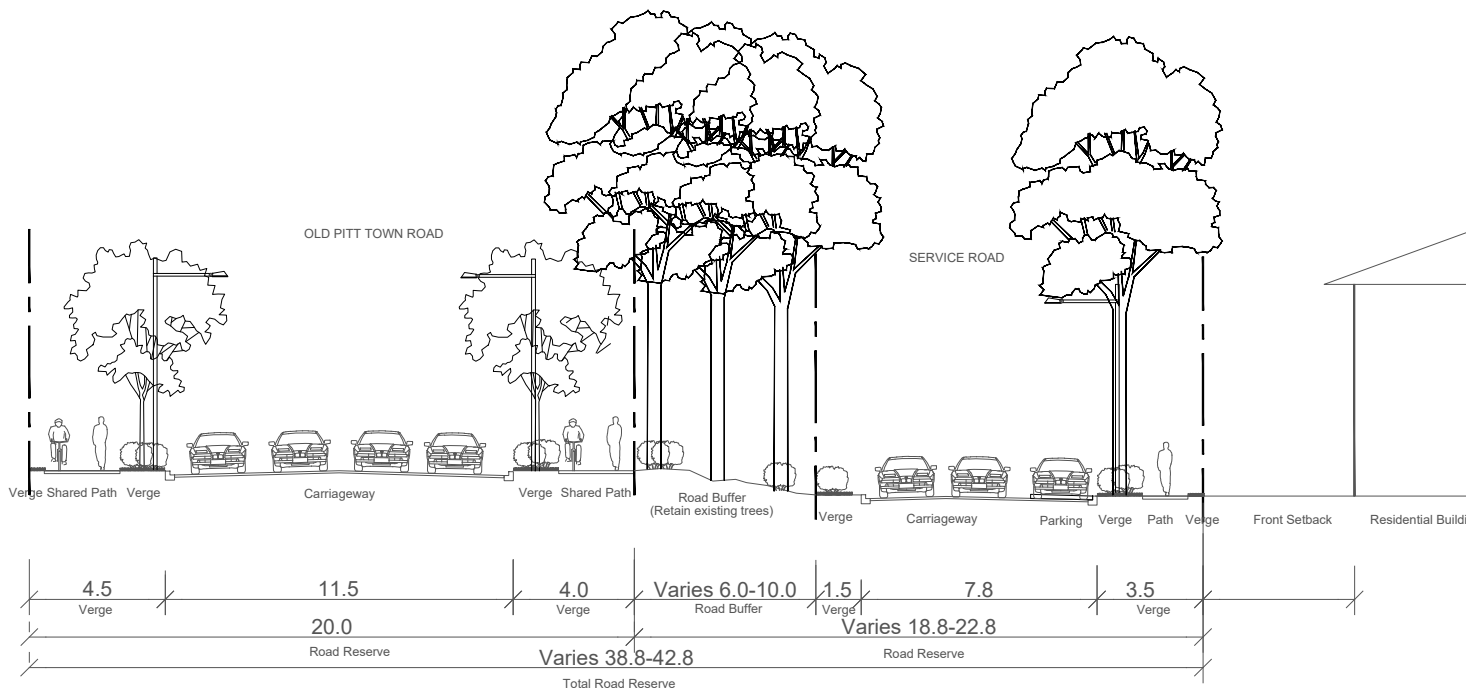 OLD PITT TOWN ROAD
SERVICE ROAD
Verge Shared Path Verge
Carriageway
Verge Shared Path
Road Buffer
(Retain existing trees)
Verge
Carriageway
Parking Verge Path Verge
Front Setback
Residential Buildi
4.5
Verge
11.5
4.0
Verge
Varies 6.0-10.0
Road Buffer
1.5
Verge
7.8
3.5
Verge
20.0
Road Reserve
Varies 18.8-22.8
Road Reserve
Varies 38.8-42.8
Total Road Reserve